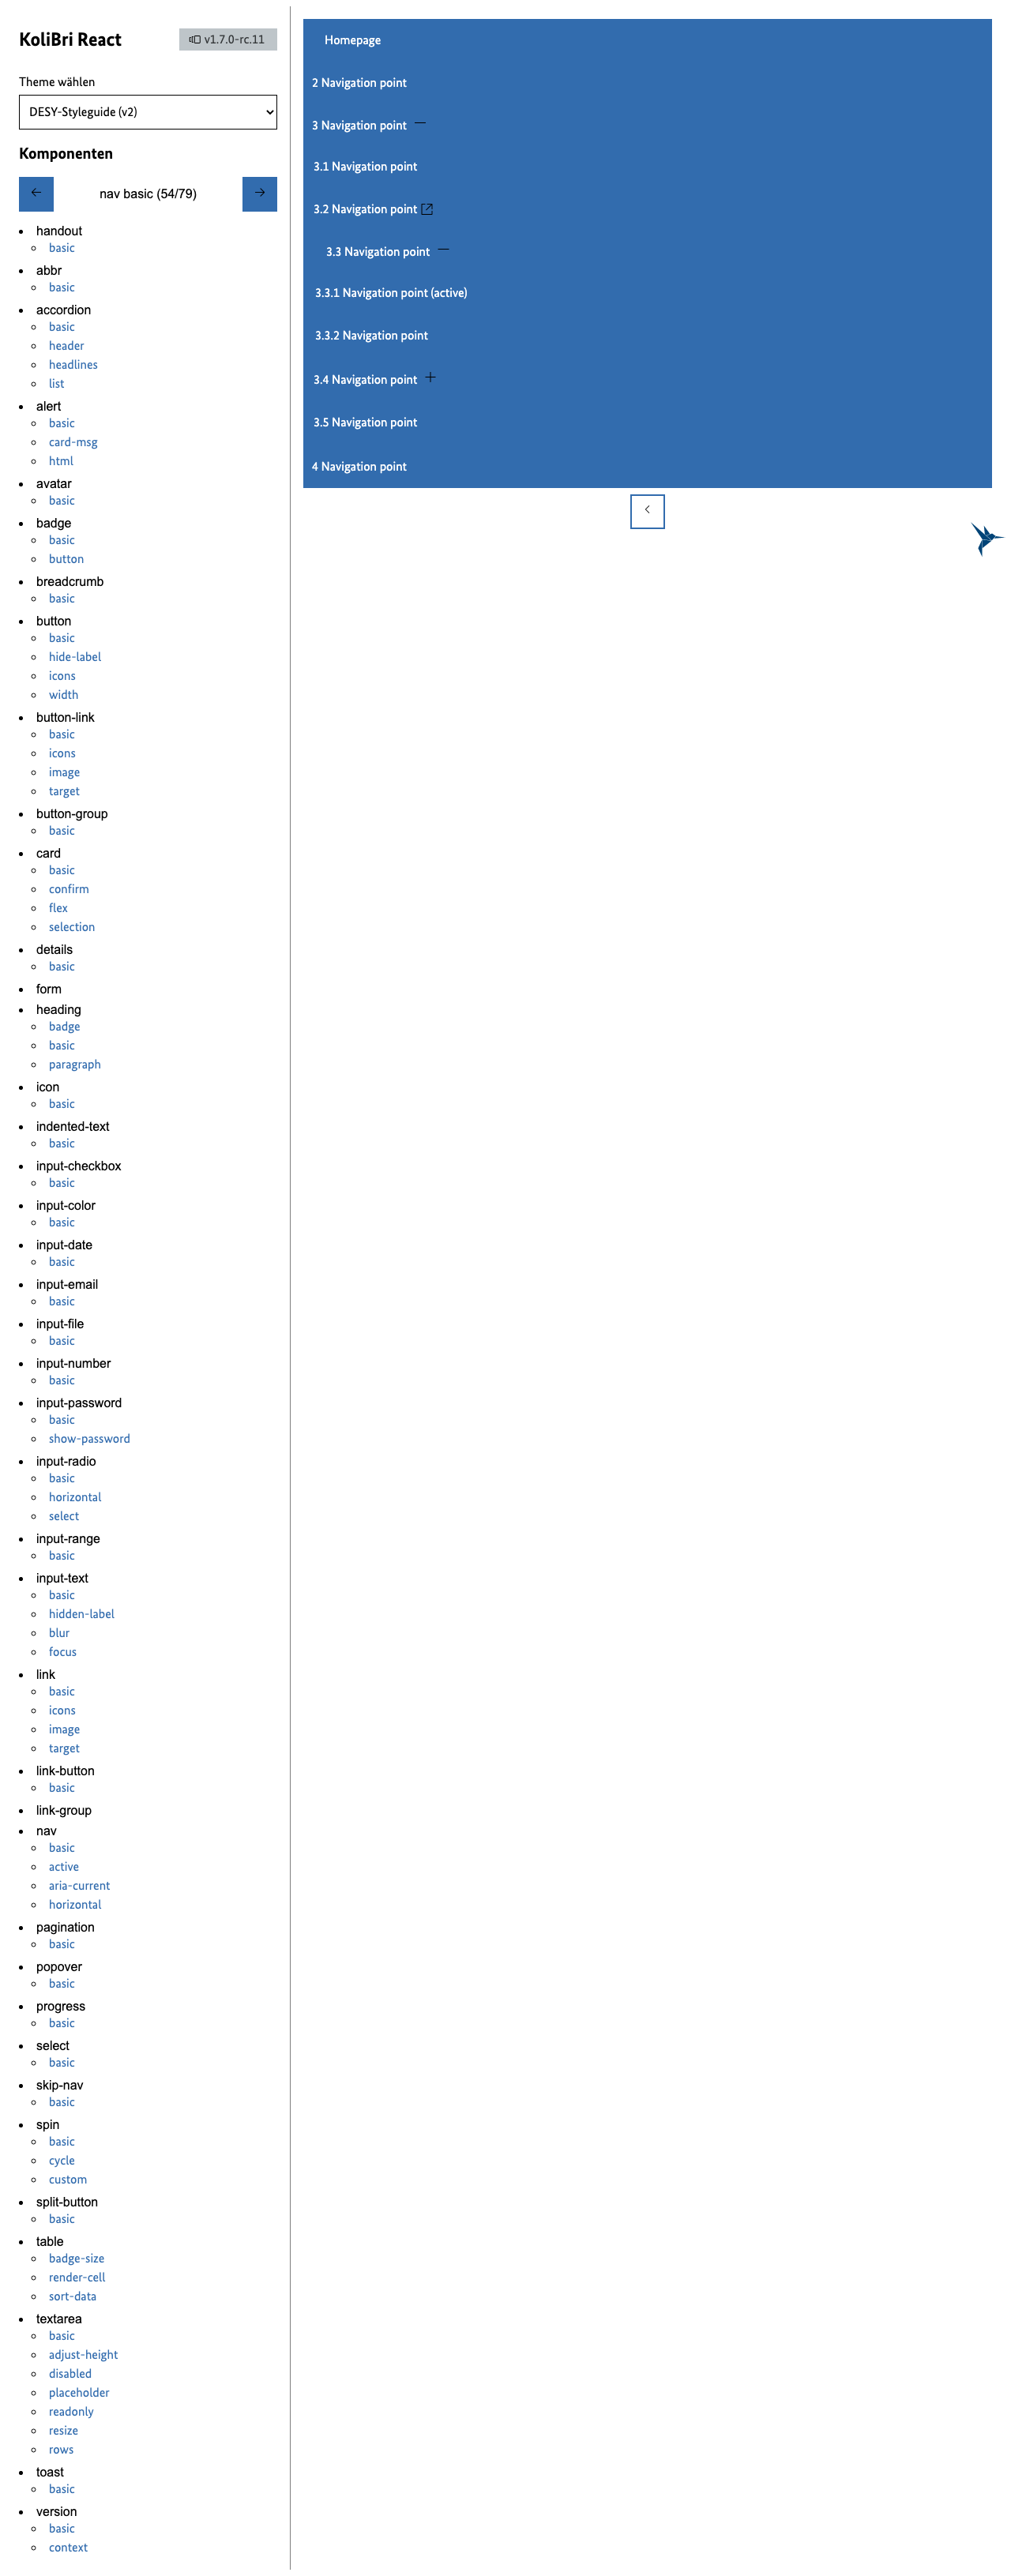 KoliBri React
v1.7.0-rc.11
Theme wählen
DESY-Styleguide (v2)
Komponenten
nav basic (54/79)
handout
basic
abbr
basic
accordion
basic
header
headlines
list
alert
basic
card-msg
html
avatar
basic
badge
basic
button
breadcrumb
basic
button
basic
hide-label
icons
width
button-link
basic
icons
image
target
button-group
basic
card
basic
confirm
flex
selection
details
basic
form
heading
badge
basic
paragraph
icon
basic
indented-text
basic
input-checkbox
basic
input-color
basic
input-date
basic
input-email
basic
input-file
basic
input-number
basic
input-password
basic
show-password
input-radio
basic
horizontal
select
input-range
basic
input-text
basic
hidden-label
blur
focus
link
basic
icons
image
target
link-button
basic
link-group
nav
basic
active
aria-current
horizontal
pagination
basic
popover
basic
progress
basic
select
basic
skip-nav
basic
spin
basic
cycle
custom
split-button
basic
table
badge-size
render-cell
sort-data
textarea
basic
adjust-height
disabled
placeholder
readonly
resize
rows
toast
basic
version
basic
context
Homepage
2 Navigation point
3 Navigation point
3.1 Navigation point
3.2 Navigation point
3.3 Navigation point
3.3.1 Navigation point (active)
3.3.2 Navigation point
3.4 Navigation point
3.5 Navigation point
4 Navigation point